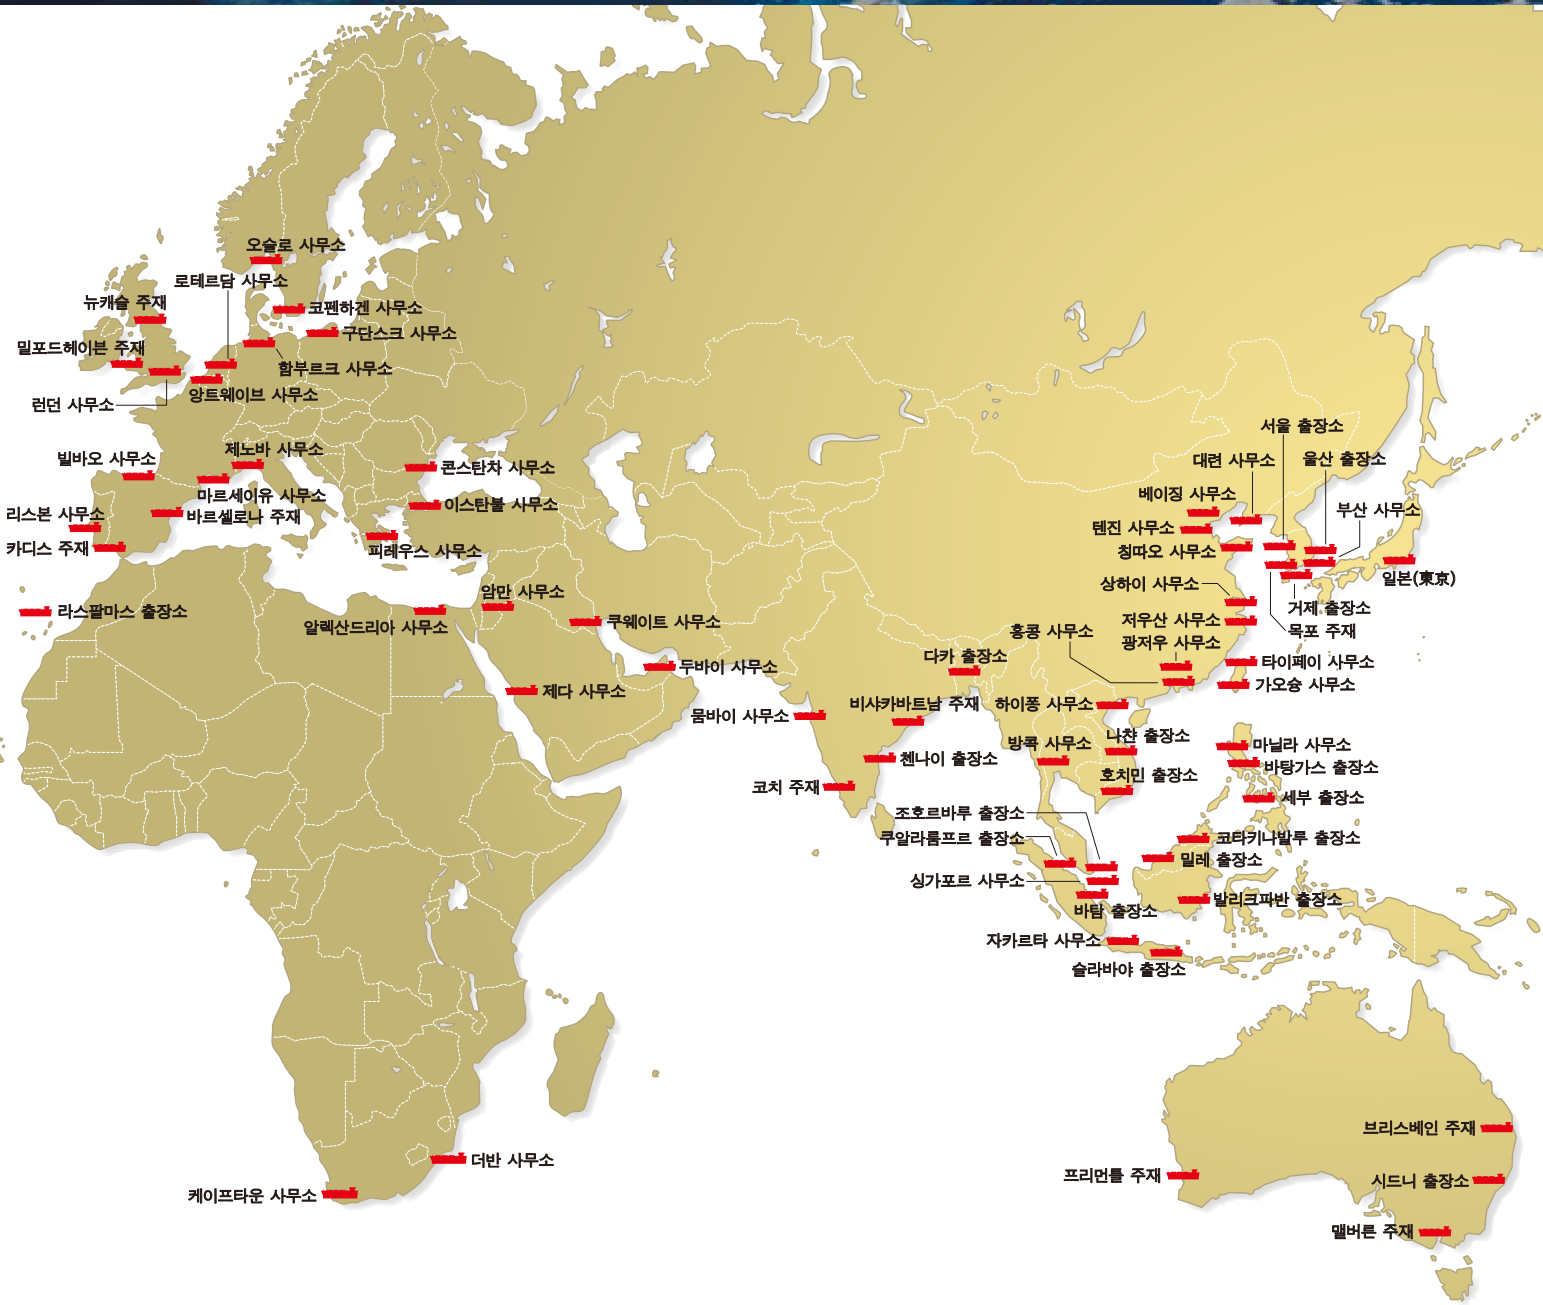 오슬로 사무소
로테르담 사무소
뉴캐슬 주재
코펜하겐 사무소
구단스크 사무소
밀포드헤이븐 주재
함부르크 사무소
앙트웨이브 사무소
런던 사무소
제노바 사무소
빌바오 사무소
콘스탄차 사무소
마르세이유 사무소
이스탄불 사무소
리스본 사무소
바르셀로나 주재
카디스 주재
피레우스 사무소
라스팔마스 출장소
암만 사무소
알렉산드리아 사무소
쿠웨이트 사무소
두바이 사무소
제다 사무소
더반 사무소
케이프타운 사무소
서울 출장소
대련 사무소
울산 출장소
베이징 사무소
부산 사무소
텐진 사무소
칭따오 사무소
일본(東京)
상하이 사무소
거제 출장소
저우산 사무소
목포 주재
홍콩 사무소
광저우 사무소
다카 출장소
타이페이 사무소
가오슝 사무소
뭄바이 사무소
비샤카바트남 주재
하이퐁 사무소
방콕 사무소
나챤 출장소
마닐라 사무소
첸나이 출장소
바탕가스 출장소
코치 주재
호치민 출장소
세부 출장소
조호르바루 출장소
쿠알라룸프르 출장소
코타키나발루 출장소
밀레 출장소
싱가포르 사무소
발리크파반 출장소
바탐 출장소
자카르타 사무소
슬라바야 출장소
브리스베인 주재
프리먼틀 주재
시드니 출장소
맬버른 주재